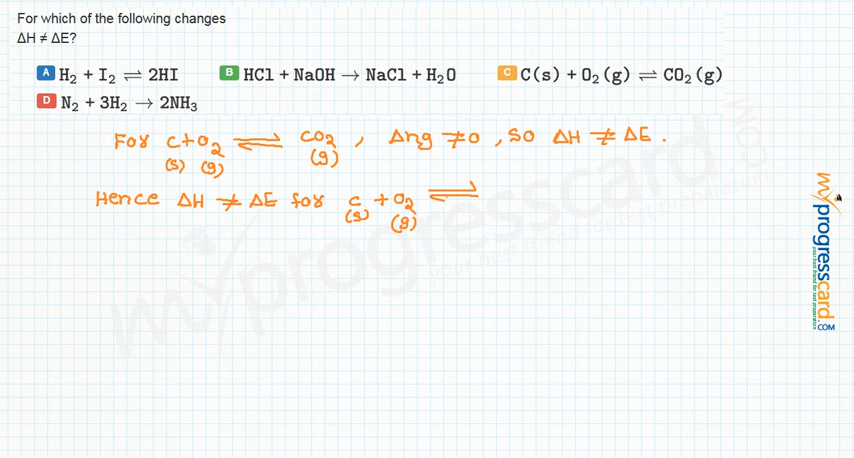 For which of the following changes
ΔH ≠ ΔE?
A H₂ + I₂ ⇌ 2HI B HCl + NaOH → NaCl + H₂O C C(s) + O₂(g) ⇌ CO₂(g)
D N₂ + 3H₂ → 2NH₃
For C + O₂ ⇌ CO₂ , Δng ≠ 0 , so ΔH ≠ ΔE .
(s) (g) (g)
Hence ΔH ≠ ΔE for C + O₂ ⇌
(s) (g)
myprogresscard
myprogresscard.COM